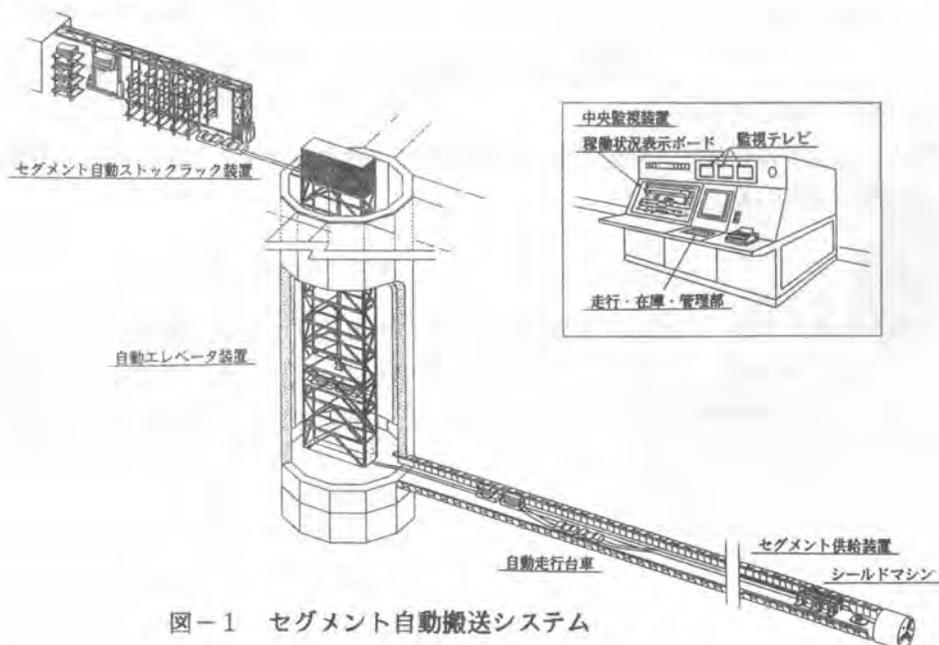 セグメント自動ストックラック装置
中央監視装置
稼働状況表示ボード
監視テレビ
走行・在庫・管理部
自動エレベータ装置
自動走行台車
セグメント供給装置
シールドマシン
図-1 セグメント自動搬送システム